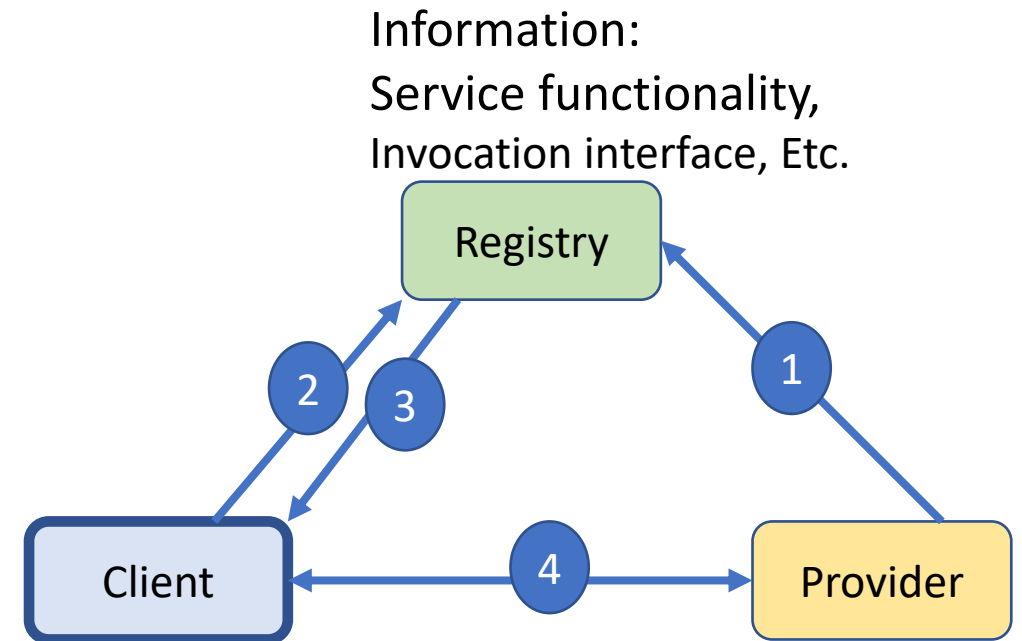 Information:
Service functionality,
Invocation interface, Etc.
Registry
1
2
3
4
Client
Provider